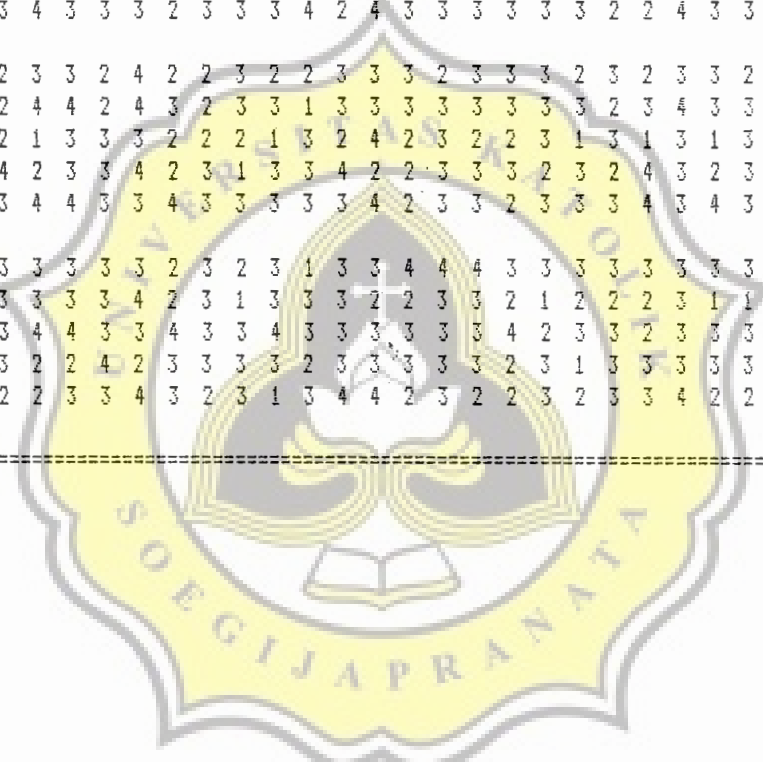 3 4 3 3 3 2 3 3 3 4 2 4 3 3 3 3 3 3 2 2 4 3 3
2 3 3 2 4 2 2 3 2 2 3 3 3 2 3 3 3 2 3 2 3 3 2
2 4 4 2 4 3 2 3 3 1 3 3 3 3 3 3 3 3 2 3 4 3 3
2 1 3 3 3 2 2 2 1 3 2 4 2 3 2 2 3 1 3 1 3 1 3
4 2 3 3 4 2 3 1 3 3 4 2 2 3 3 3 2 3 2 4 3 2 3
3 4 4 3 3 4 3 3 3 3 3 4 2 3 3 2 3 3 3 4 3 4 3
3 3 3 3 3 2 3 2 3 1 3 3 4 4 4 3 3 3 3 3 3 3 3
3 3 3 3 4 2 3 1 3 3 3 2 2 3 3 2 1 2 2 2 3 1 1
3 4 4 3 3 4 3 3 4 3 3 3 3 3 3 4 2 3 3 2 3 3 3
3 2 2 4 2 3 3 3 3 2 3 3 3 3 3 2 3 1 3 3 3 3 3
2 2 3 3 4 3 2 3 1 3 4 4 2 3 2 2 3 2 3 3 4 2 2
UNIVERSITAS KATOLIK
SOEGIJAPRANATA